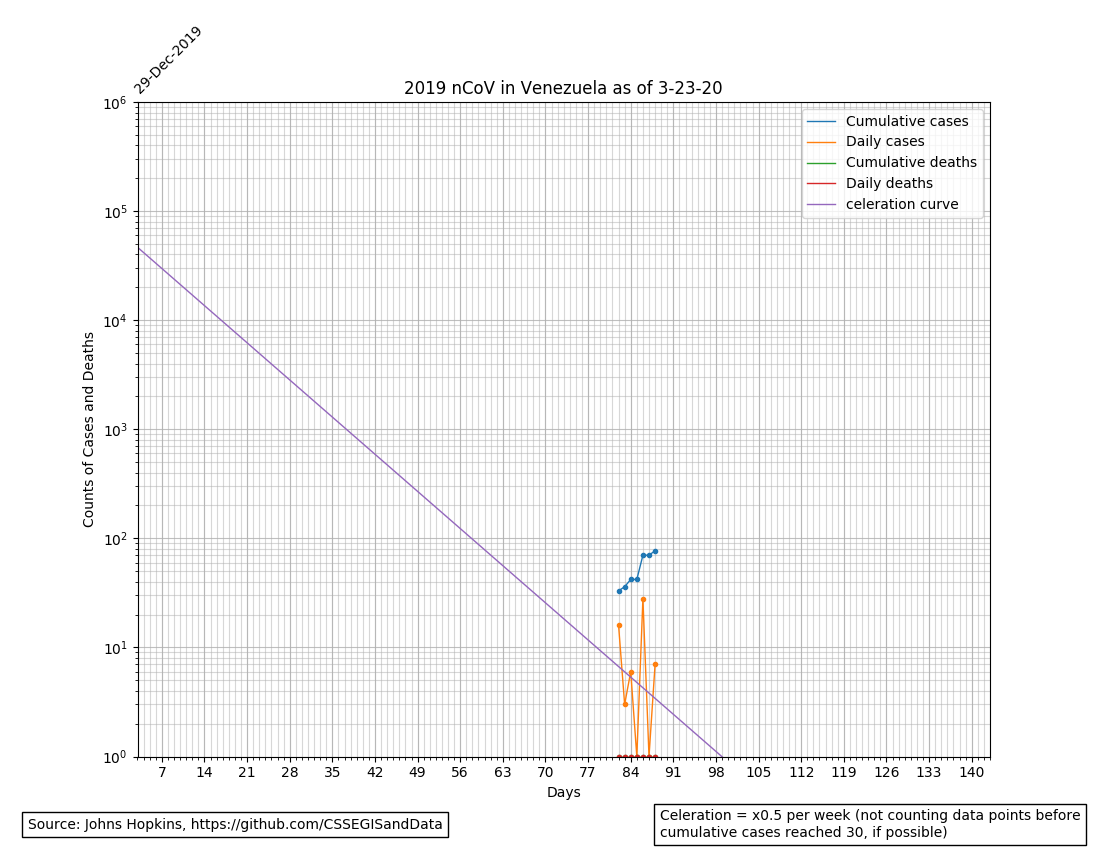 29-Dec-2019
2019 nCoV in Venezuela as of 3-23-20
Cumulative cases
Daily cases
Cumulative deaths
Daily deaths
celeration curve
Counts of Cases and Deaths
10^6
10^5
10^4
10^3
10^2
10^1
10^0
7 14 21 28 35 42 49 56 63 70 77 84 91 98 105 112 119 126 133 140
Days
Source: Johns Hopkins, https://github.com/CSSEGISandData
Celeration = x0.5 per week (not counting data points before
cumulative cases reached 30, if possible)